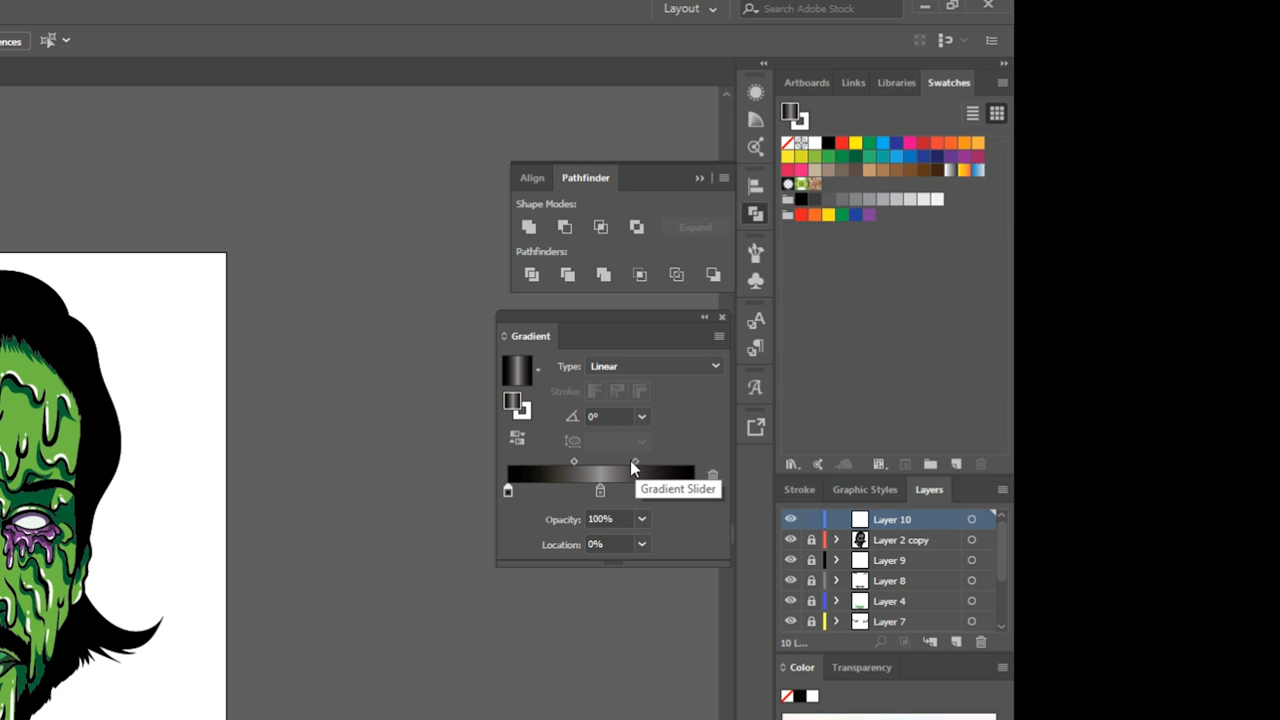 Layout
Search Adobe Stock
ences
Artboards Links Libraries Swatches
Align Pathfinder
Shape Modes:
Expand
Pathfinders:
Gradient
Type: Linear
Stroke:
0°
Gradient Slider
Opacity: 100%
Location: 0%
Stroke Graphic Styles Layers
Layer 10
Layer 2 copy
Layer 9
Layer 8
Layer 4
Layer 7
10 L...
Color Transparency